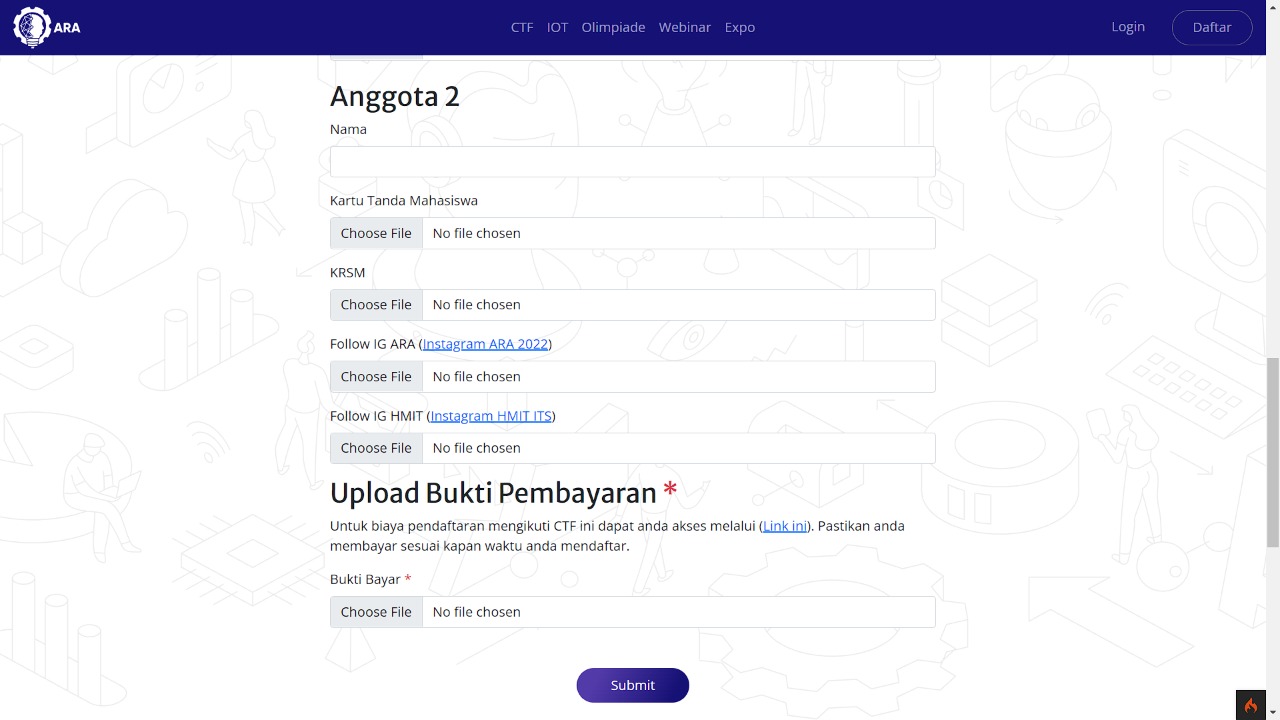 ARA
CTF IOT Olimpiade Webinar Expo
Login Daftar
Anggota 2
Nama
Kartu Tanda Mahasiswa
Choose File No file chosen
KRSM
Choose File No file chosen
Follow IG ARA (Instagram ARA 2022)
Choose File No file chosen
Follow IG HMIT (Instagram HMIT ITS)
Choose File No file chosen
Upload Bukti Pembayaran *
Untuk biaya pendaftaran mengikuti CTF ini dapat anda akses melalui (Link ini). Pastikan anda
membayar sesuai kapan waktu anda mendaftar.
Bukti Bayar *
Choose File No file chosen
Submit